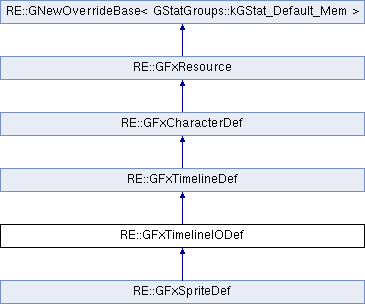 RE::GNewOverrideBase< GStatGroups::kGStat_Default_Mem >
RE::GFxResource
RE::GFxCharacterDef
RE::GFxTimelineDef
RE::GFxTimelineIODef
RE::GFxSpriteDef